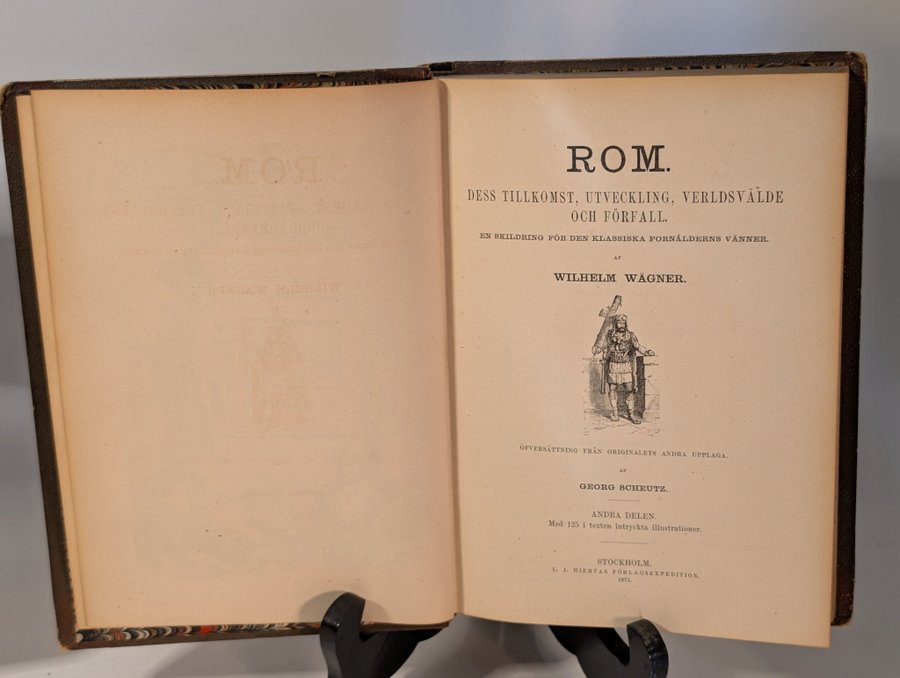 ROM.
DESS TILLKOMST, UTVECKLING, VERLDSVÄLDE
OCH FÖRFALL.
EN SKILDRING FÖR DEN KLASSISKA FORNÅLDERNS VÄNNER.
AF
WILHELM WÄGNER.
ÖFVERSÄTTNING FRÅN ORIGINALETS ANDRA UPPLAGA.
AF
GEORG SCHEUTZ.
ANDRA DELEN.
Med 125 i texten intryckta illustrationer.
STOCKHOLM.
L. J. HIERTAS FÖRLAGSEXPEDITION,
1871.